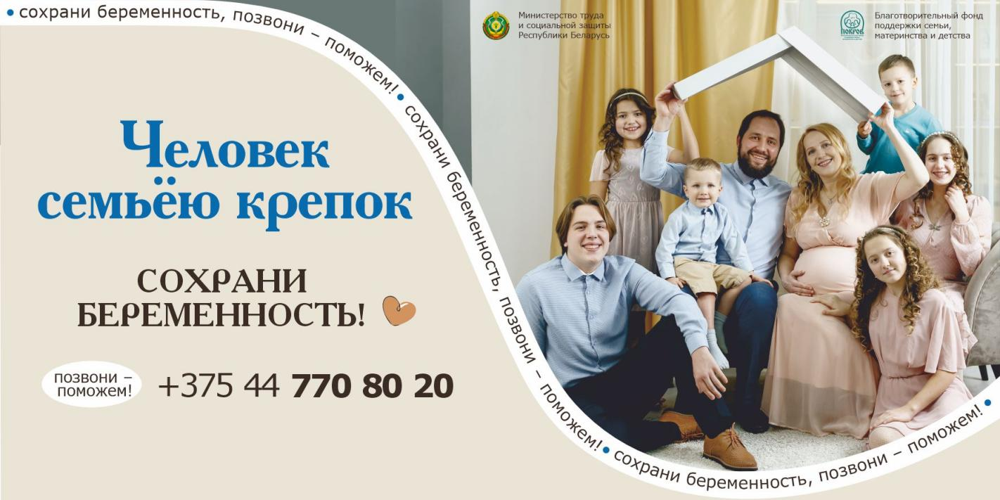 • сохрани беременность, позвони – поможем! • сохрани беременность, позвони – поможем! • сохрани беременность, позвони – поможем! •
Министерство труда
и социальной защиты
Республики Беларусь
ПОКРОВ
Благотворительный фонд
поддержки семьи,
материнства и детства
Человек
семьёю крепок
СОХРАНИ
БЕРЕМЕННОСТЬ!
позвони –
поможем!
+375 44 770 80 20